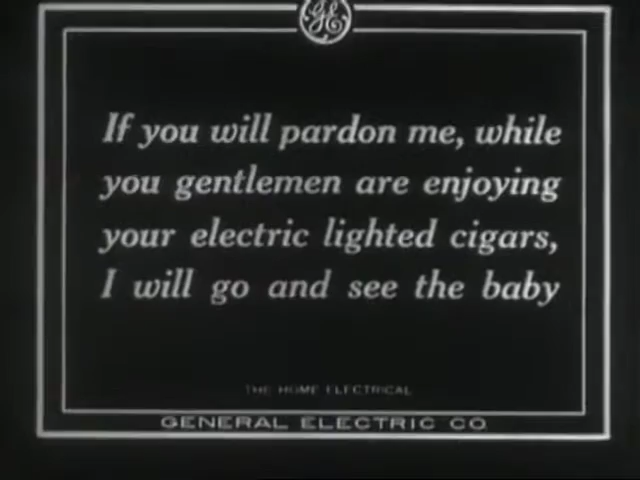 GE
If you will pardon me, while
you gentlemen are enjoying
your electric lighted cigars,
I will go and see the baby
THE HOME ELECTRICAL
GENERAL ELECTRIC CO.